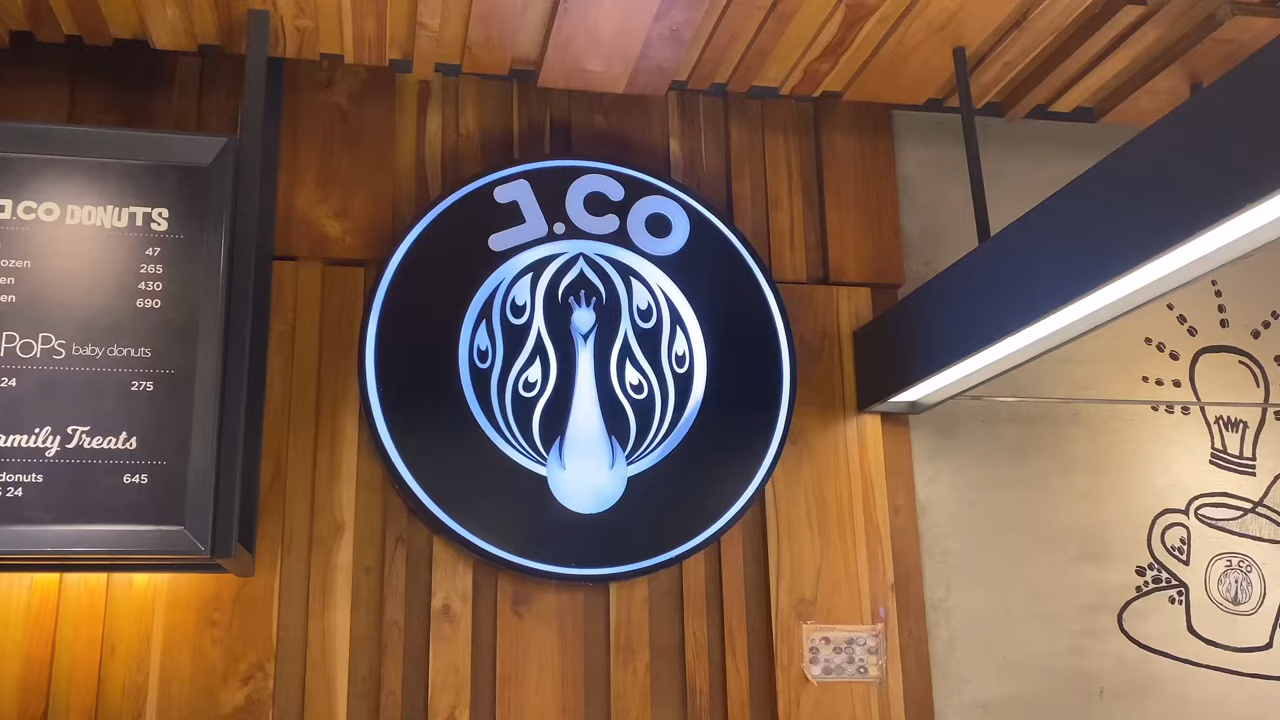 J.CO DONUTS
47
ozen 265
en 430
en 690
PoPs baby donuts
24 275
amily Treats
donuts 645
24
J.CO
J.CO